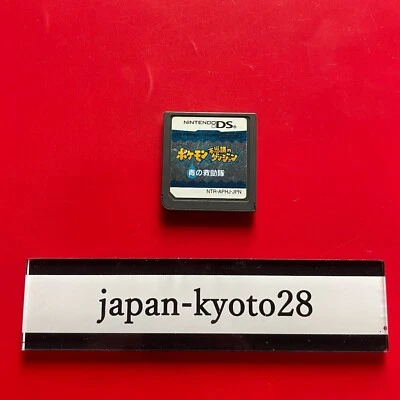 NINTENDO DS
ポケモン 不思議のダンジョン
青の救助隊
NTR-APHJ-JPN
japan-kyoto28